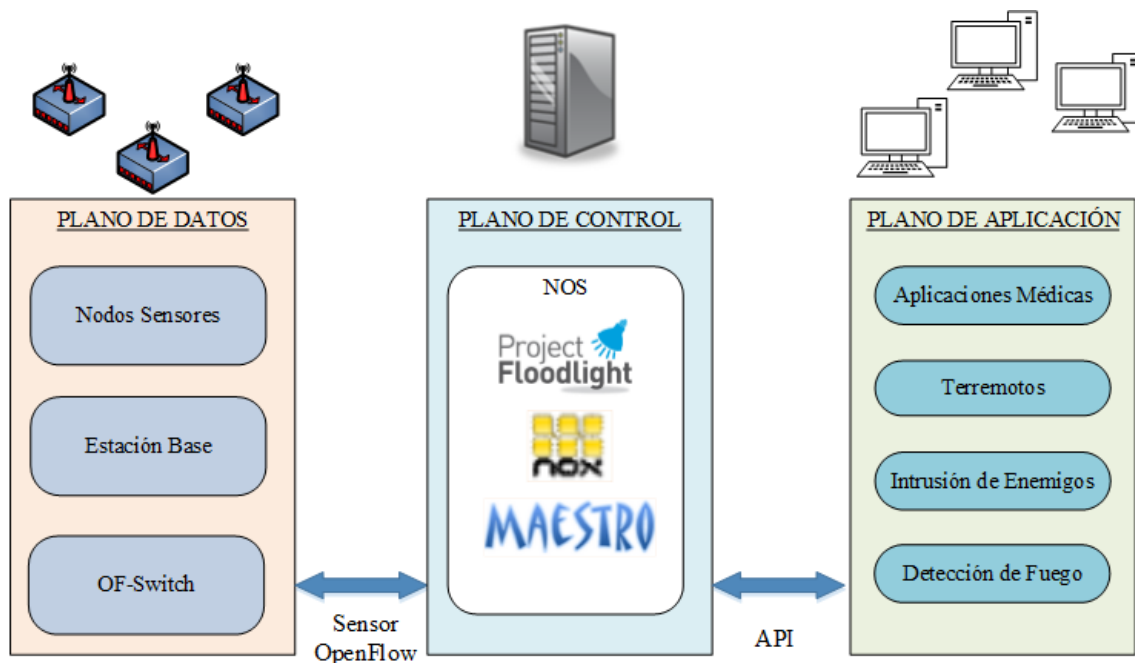 PLANO DE DATOS
Nodos Sensores
Estación Base
OF-Switch
Sensor
OpenFlow
PLANO DE CONTROL
NOS
Project
Floodlight
NOX
MAESTRO
API
PLANO DE APLICACIÓN
Aplicaciones Médicas
Terremotos
Intrusión de Enemigos
Detección de Fuego